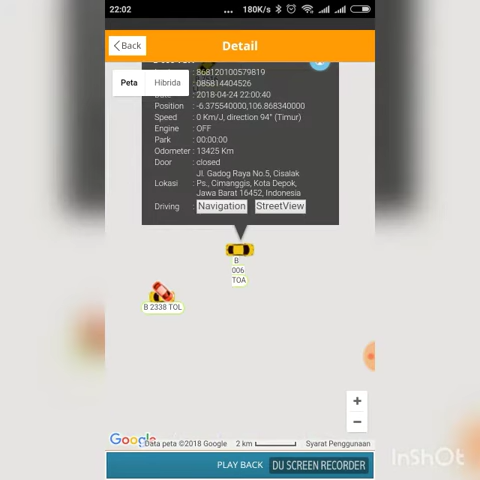 22:02
... 180K/s
Back
Detail
Peta
Hibrida
: 868120100579819
: 085814404526
: 2018-04-24 22:00:40
Position : -6.375540000,106.868340000
Speed : 0 Km/J, direction 94° (Timur)
Engine : OFF
Park : 00:00:00
Odometer : 13425 Km
Door : closed
Lokasi : Jl. Gadog Raya No.5, Cisalak
Ps., Cimanggis, Kota Depok,
Jawa Barat 16452, Indonesia
Driving : Navigation StreetView
B
006
TOA
B 2338 TOL
+
−
Google
Data peta ©2018 Google
2 km
Syarat Penggunaan
PLAY BACK
DU SCREEN RECORDER
InShOt